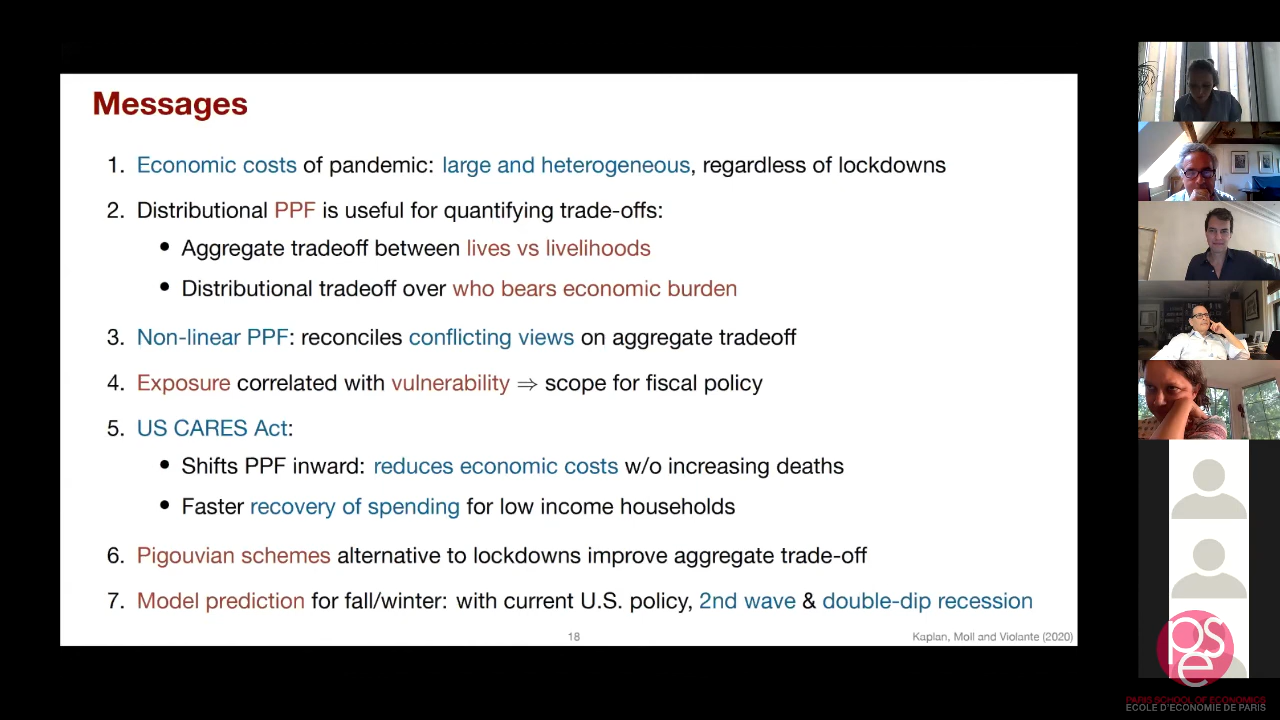 Messages
1. Economic costs of pandemic: large and heterogeneous, regardless of lockdowns
2. Distributional PPF is useful for quantifying trade-offs:
• Aggregate tradeoff between lives vs livelihoods
• Distributional tradeoff over who bears economic burden
3. Non-linear PPF: reconciles conflicting views on aggregate tradeoff
4. Exposure correlated with vulnerability ⇒ scope for fiscal policy
5. US CARES Act:
• Shifts PPF inward: reduces economic costs w/o increasing deaths
• Faster recovery of spending for low income households
6. Pigouvian schemes alternative to lockdowns improve aggregate trade-off
7. Model prediction for fall/winter: with current U.S. policy, 2nd wave & double-dip recession
18
Kaplan, Moll and Violante (2020)
pse
PARIS SCHOOL OF ECONOMICS
ECOLE D'ECONOMIE DE PARIS